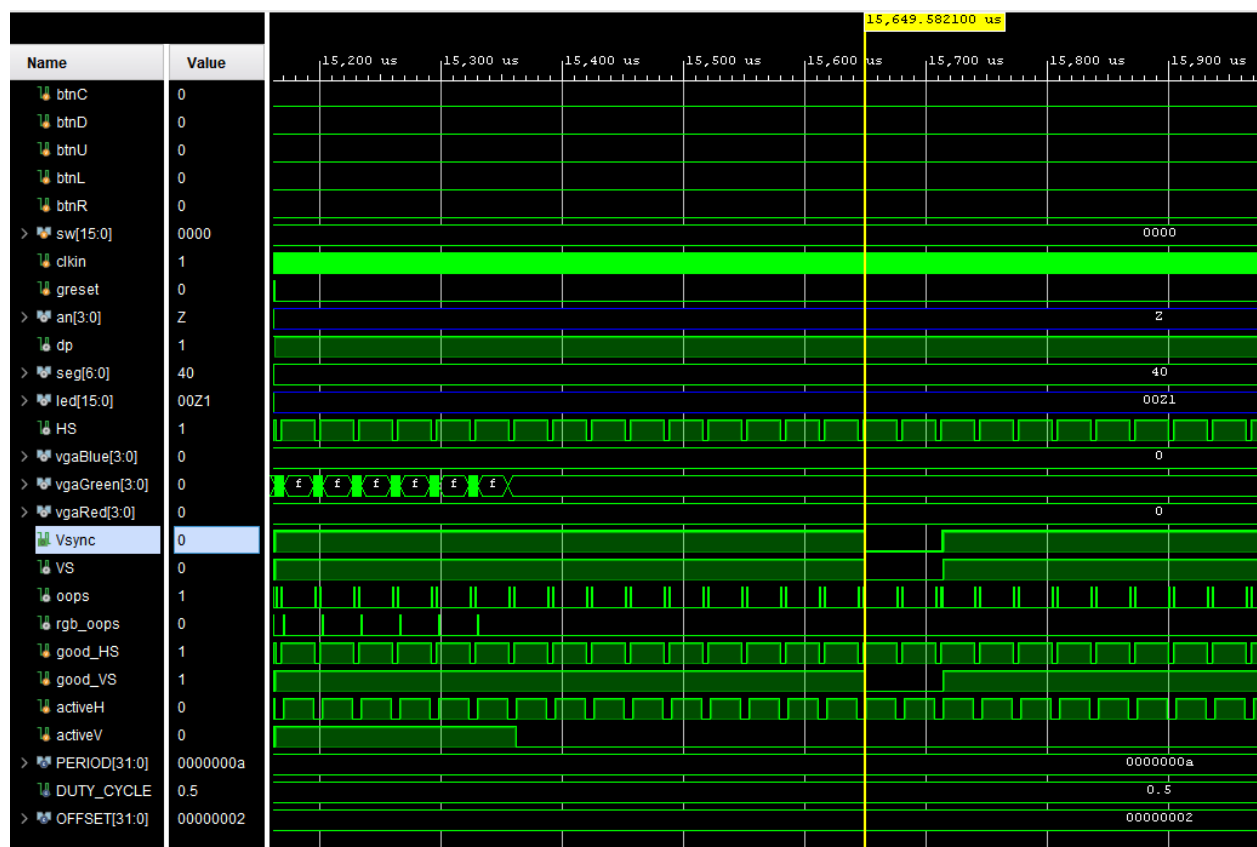 15,649.582100 us
Name Value
15,200 us 15,300 us 15,400 us 15,500 us 15,600 us 15,700 us 15,800 us 15,900 us
btnC 0
btnD 0
btnU 0
btnL 0
btnR 0
sw[15:0] 0000 0000
clkin 1
greset 0
an[3:0] Z Z
dp 1
seg[6:0] 40 40
led[15:0] 00Z1 00Z1
HS 1
vgaBlue[3:0] 0 0
vgaGreen[3:0] 0 f f f f f f
vgaRed[3:0] 0 0
Vsync 0
VS 0
oops 1
rgb_oops 0
good_HS 1
good_VS 1
activeH 0
activeV 0
PERIOD[31:0] 0000000a 0000000a
DUTY_CYCLE 0.5 0.5
OFFSET[31:0] 00000002 00000002